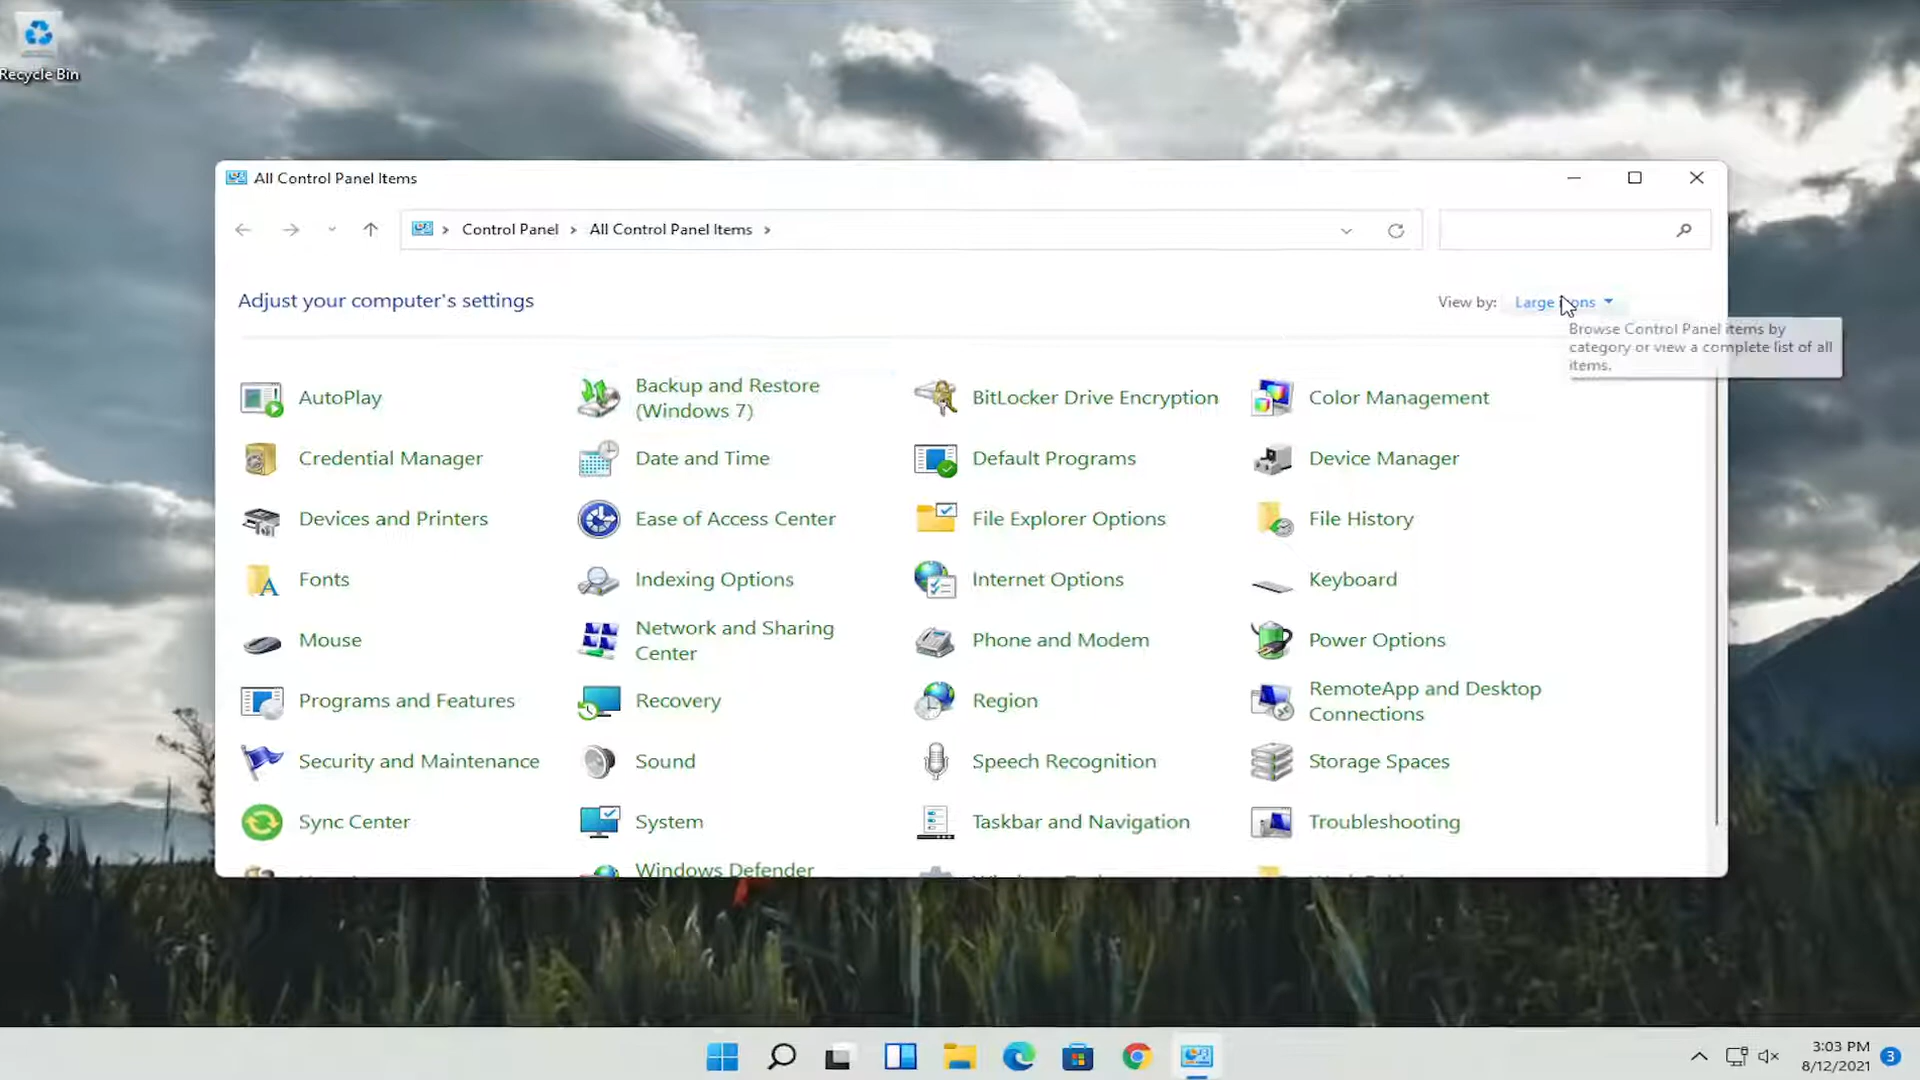 Recycle Bin
All Control Panel Items
Control Panel
All Control Panel Items
Adjust your computer's settings
View by:
Large
Browse Control Panel items by
category or view a complete list of all
items.
AutoPlay
Backup and Restore
(Windows 7)
BitLocker Drive Encryption
Color Management
Credential Manager
Date and Time
Default Programs
Device Manager
Devices and Printers
Ease of Access Center
File Explorer Options
File History
Fonts
Indexing Options
Internet Options
Keyboard
Mouse
Network and Sharing
Center
Phone and Modem
Power Options
Programs and Features
Recovery
Region
RemoteApp and Desktop
Connections
Security and Maintenance
Sound
Speech Recognition
Storage Spaces
Sync Center
System
Taskbar and Navigation
Troubleshooting
Windows Defender
3:03 PM
8/12/2021
3